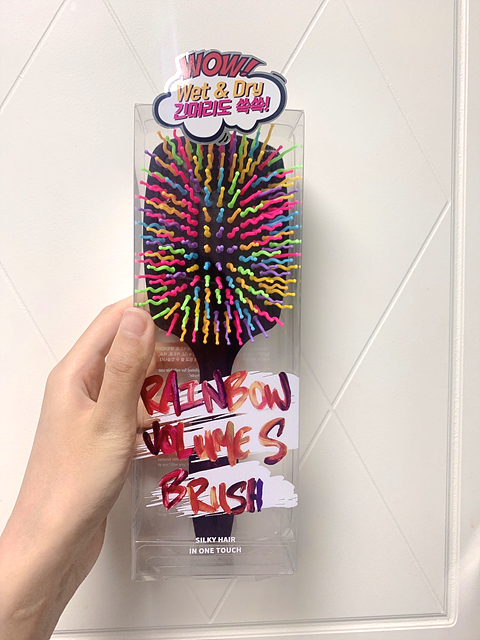 WOW!
Wet & Dry
긴머리도 쓱쓱!
RAINBOW
VOLUME S
BRUSH
SILKY HAIR
IN ONE TOUCH